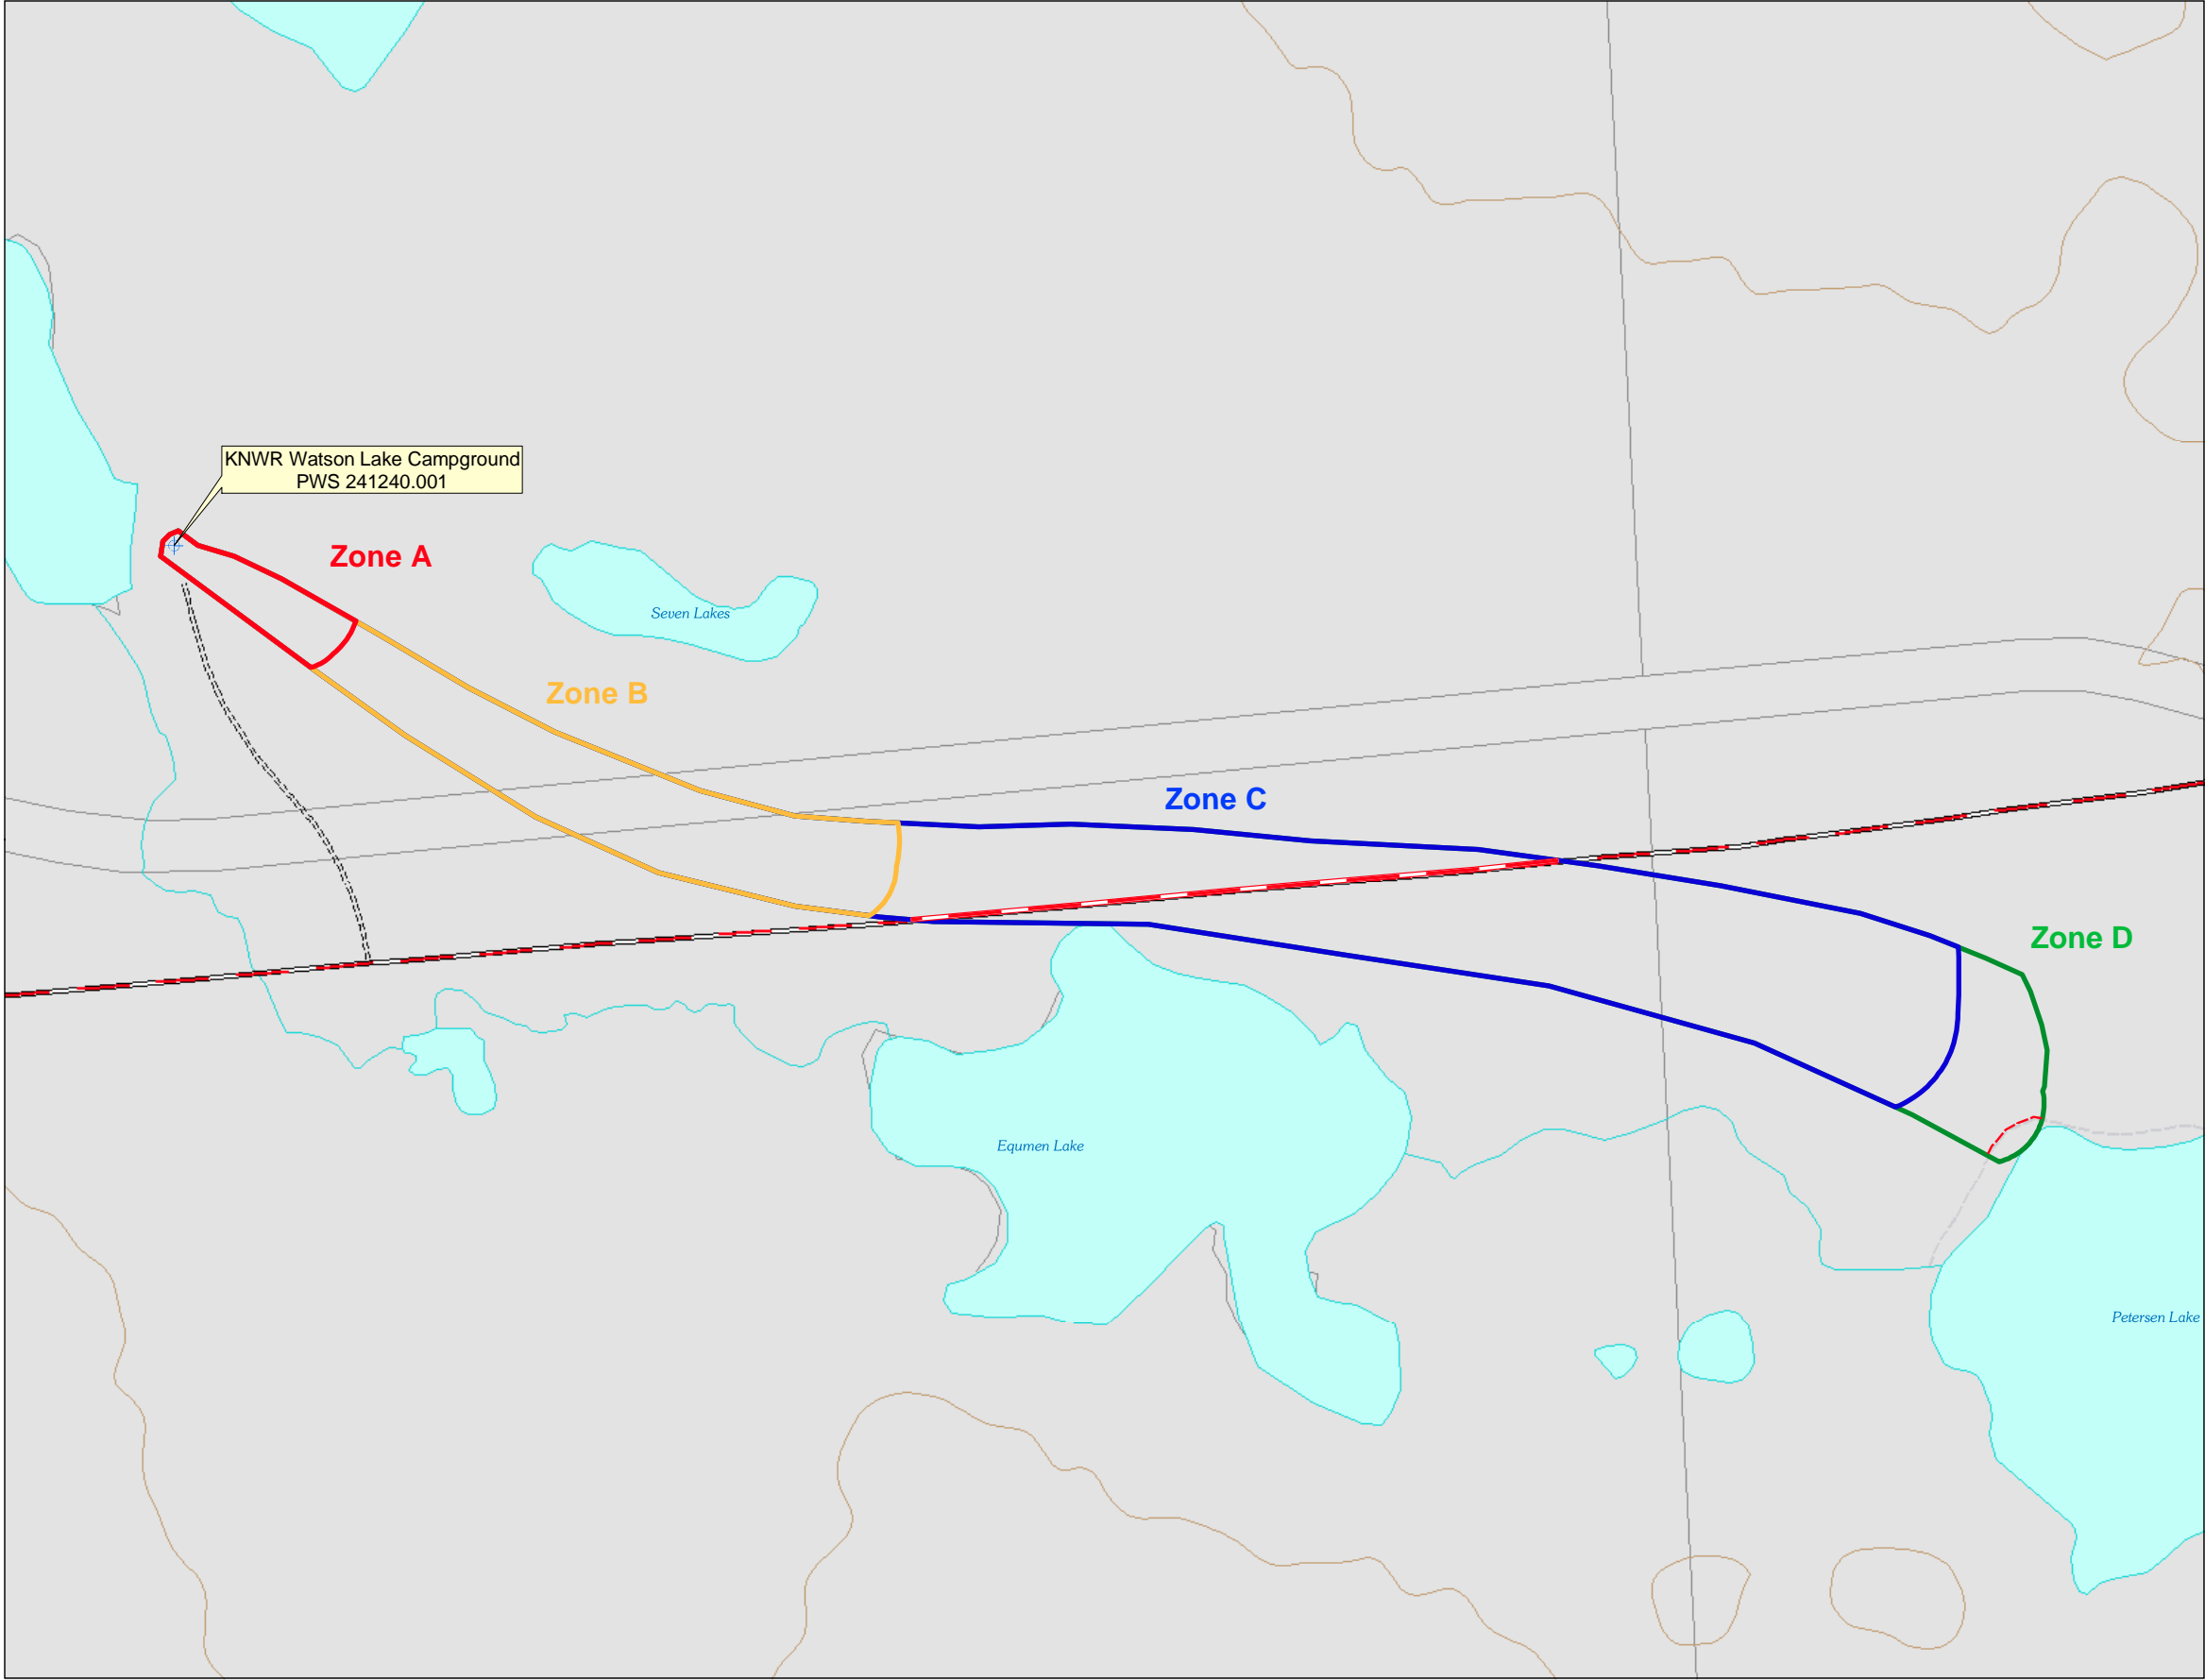 KNWR Watson Lake Campground
PWS 241240.001
Zone A
Seven Lakes
Zone B
Zone C
Zone D
Equmen Lake
Petersen Lake